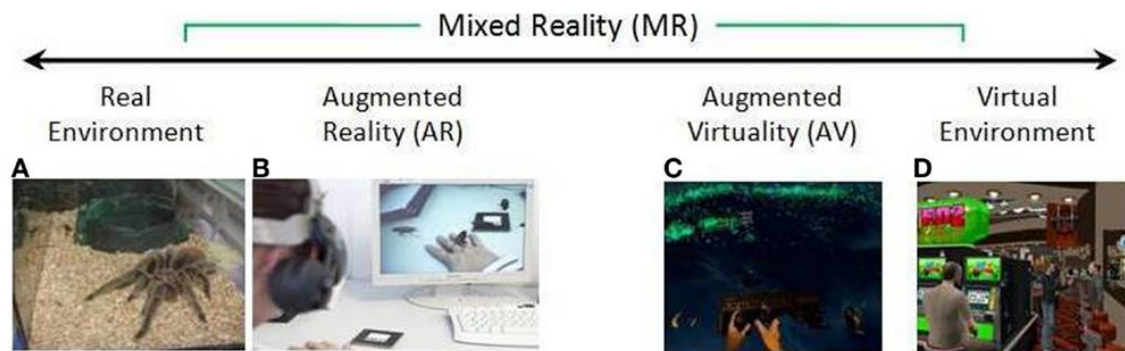 Mixed Reality (MR)
Real
Environment
Augmented
Reality (AR)
Augmented
Virtuality (AV)
Virtual
Environment
A
B
C
D